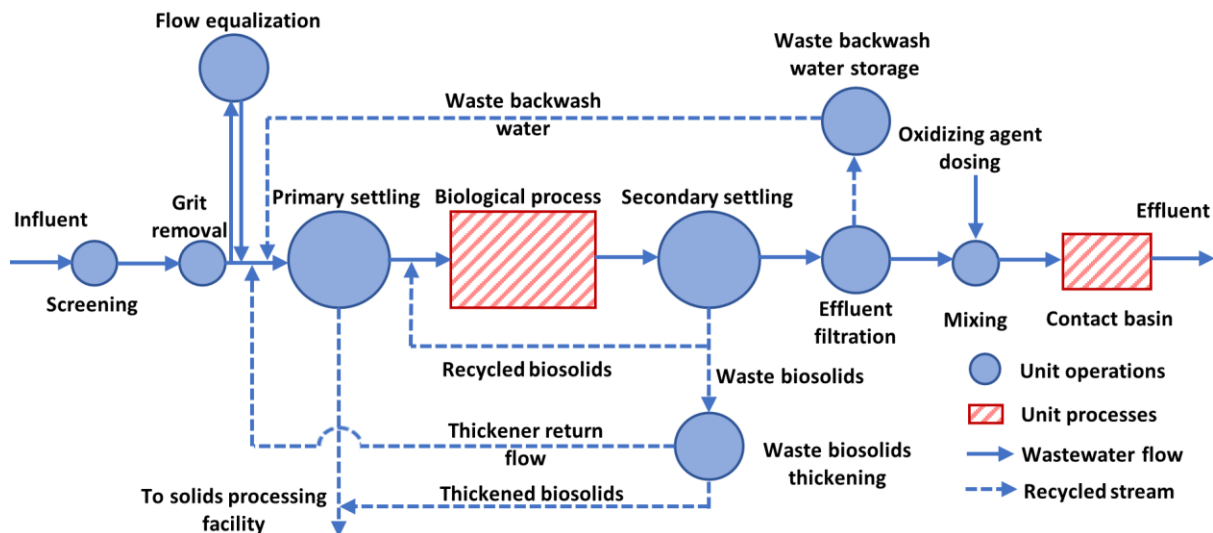 Flow equalization
Waste backwash
water storage
Waste backwash
water
Oxidizing agent
dosing
Influent
Grit
removal
Primary settling
Biological process
Secondary settling
Effluent
Screening
Effluent
filtration
Mixing
Contact basin
Recycled biosolids
Waste biosolids
Unit operations
Unit processes
Thickener return
flow
Waste biosolids
thickening
Wastewater flow
Recycled stream
To solids processing
facility
Thickened biosolids